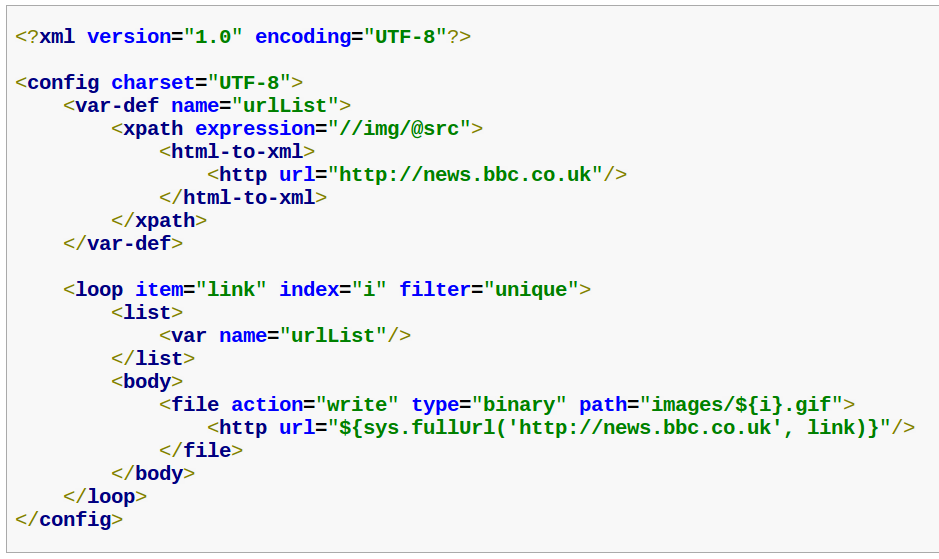 <?xml version="1.0" encoding="UTF-8"?>

<config charset="UTF-8">
    <var-def name="urlList">
        <xpath expression="//img/@src">
            <html-to-xml>
                <http url="http://news.bbc.co.uk"/>
            </html-to-xml>
        </xpath>
    </var-def>

    <loop item="link" index="i" filter="unique">
        <list>
            <var name="urlList"/>
        </list>
        <body>
            <file action="write" type="binary" path="images/${i}.gif">
                <http url="${sys.fullUrl('http://news.bbc.co.uk', link)}"/>
            </file>
        </body>
    </loop>
</config>